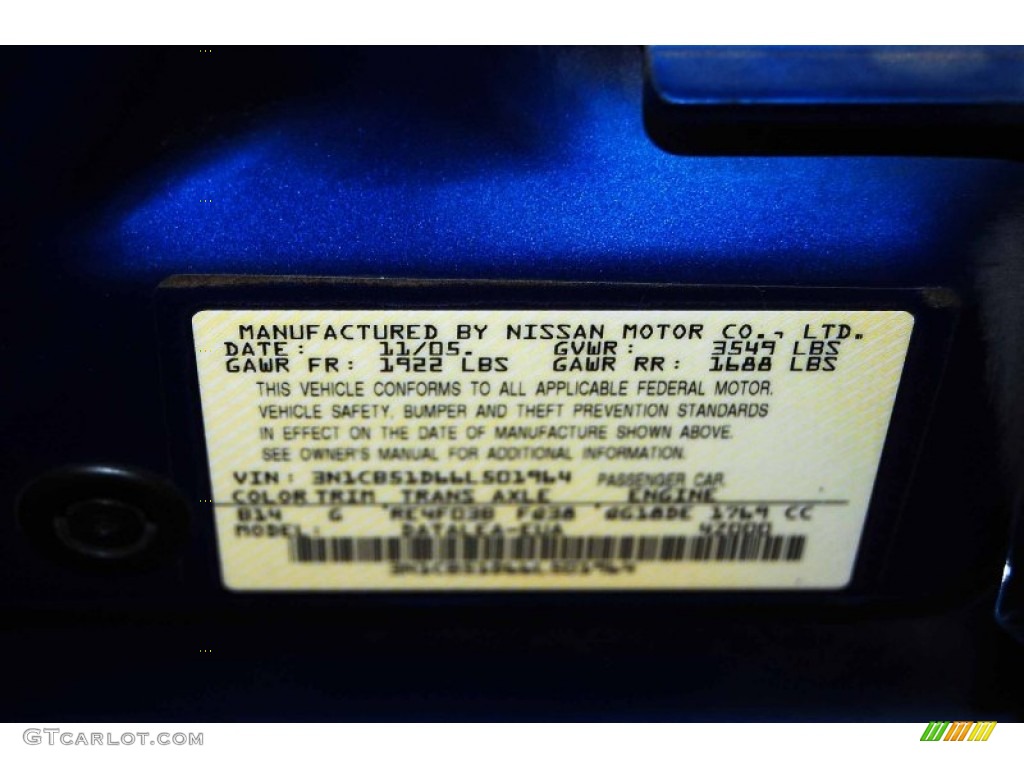 MANUFACTURED BY NISSAN MOTOR CO., LTD.
DATE: 11/05. GVWR: 3549 LBS
GAWR FR: 1922 LBS GAWR RR: 1688 LBS
THIS VEHICLE CONFORMS TO ALL APPLICABLE FEDERAL MOTOR.
VEHICLE SAFETY, BUMPER AND THEFT PREVENTION STANDARDS
IN EFFECT ON THE DATE OF MANUFACTURE SHOWN ABOVE.
SEE OWNER'S MANUAL FOR ADDITIONAL INFORMATION.
VIN: 3N1CB51D66L501964 PASSENGER CAR
COLOR TRIM TRANS AXLE ENGINE
B14 G RE4F03B F03B QG18DE 1769 CC
MODEL:
3N1CB51D66L501964
GTCARLOT.COM